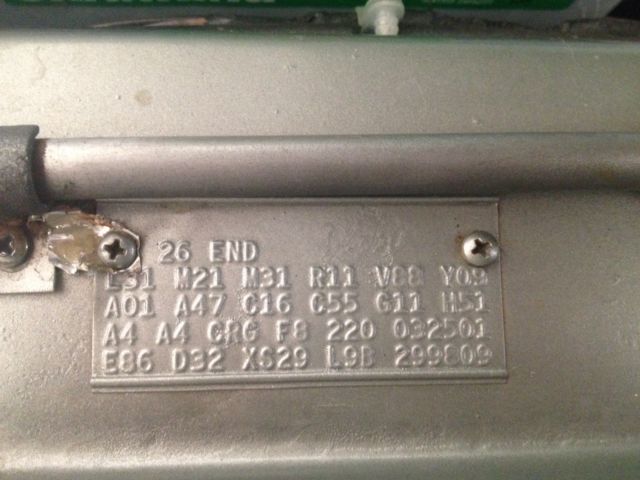 26 END
L31 M21 M31 R11 V88 Y09
A01 A47 C16 C55 G11 H51
A4 A4 CRG F8 220 032501
E86 D32 XS29 L9B 299809